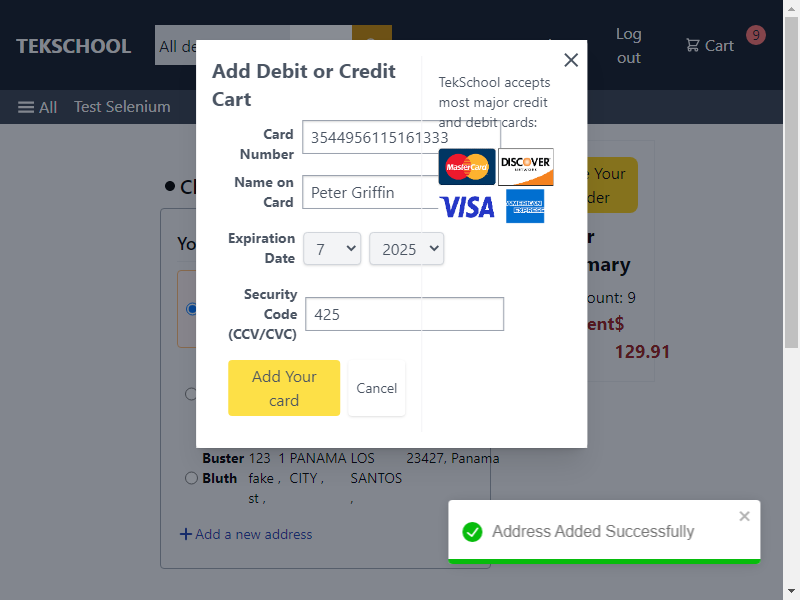 TEKSCHOOL
All de
Log out
Cart
9
All
Test Selenium
Add Debit or Credit
Cart
TekSchool accepts
most major credit
and debit cards:
Card
Number
3544956115161333
MasterCard
DISCOVER
NETWORK
Name on
Card
Peter Griffin
VISA
AMERICAN
EXPRESS
Expiration
Date
7
2025
Security
Code
(CCV/CVC)
425
Add Your
card
Cancel
e Your
der
r
mary
ount: 9
ent$
129.91
Yo
Buster
Bluth
123
fake ,
st ,
1 PANAMA
CITY ,
LOS
SANTOS
,
23427, Panama
Add a new address
Address Added Successfully